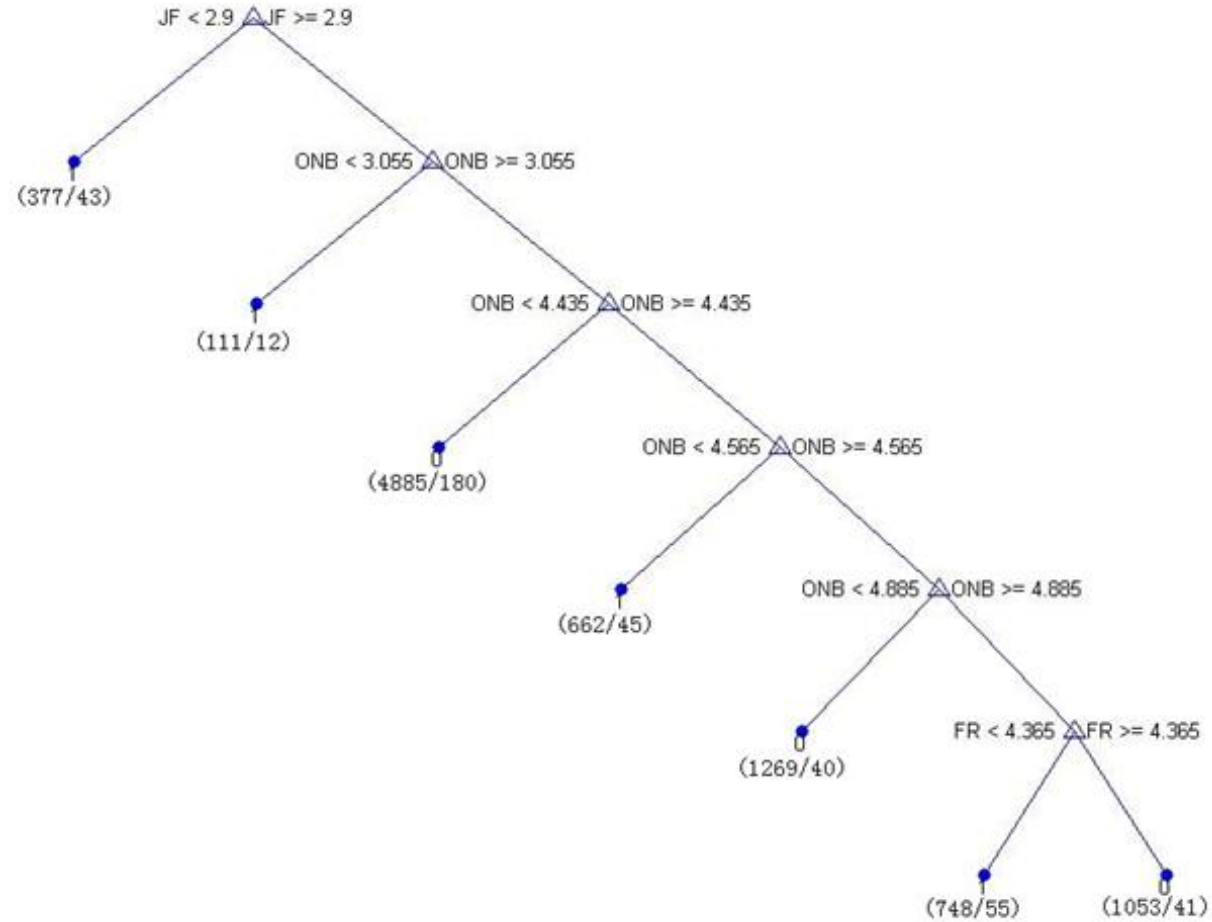 JF < 2.9 JF >= 2.9
(377/43)
ONB < 3.055 ONB >= 3.055
(111/12)
ONB < 4.435 ONB >= 4.435
0
(4885/180)
ONB < 4.565 ONB >= 4.565
(662/45)
ONB < 4.885 ONB >= 4.885
0
(1269/40)
FR < 4.365 FR >= 4.365
(748/55)
0
(1053/41)